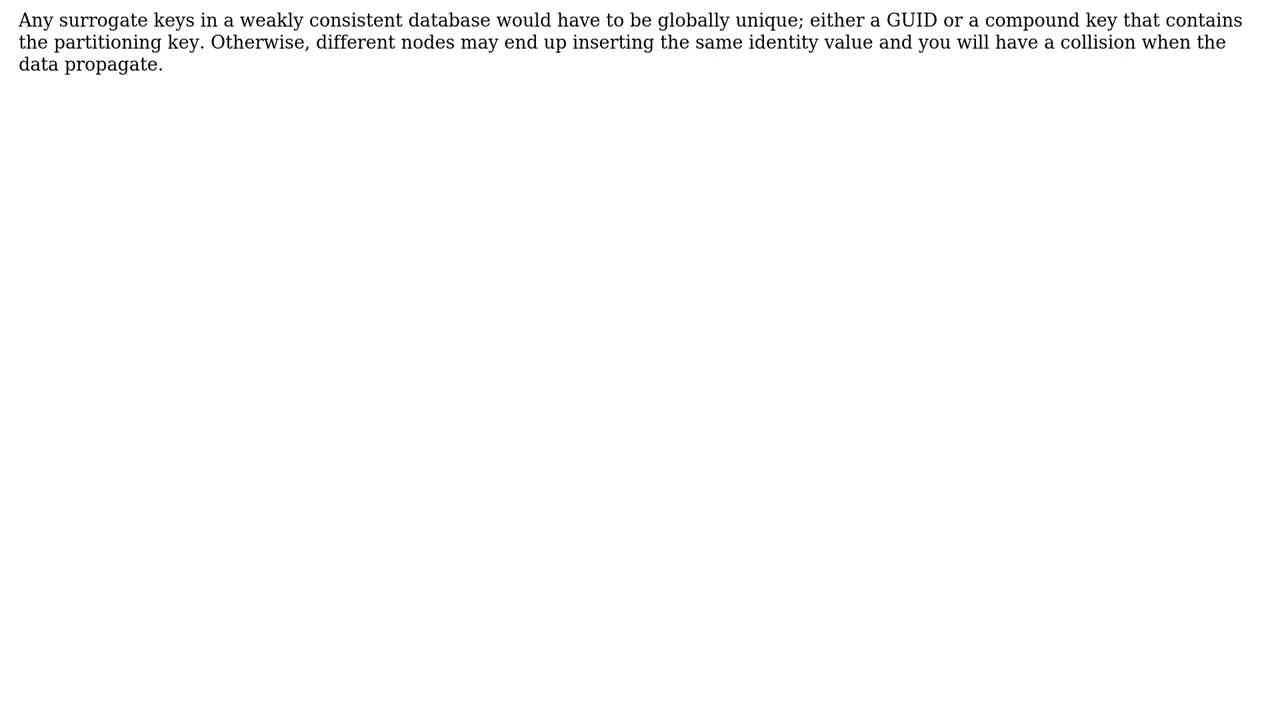 Any surrogate keys in a weakly consistent database would have to be globally unique; either a GUID or a compound key that contains
the partitioning key. Otherwise, different nodes may end up inserting the same identity value and you will have a collision when the
data propagate.